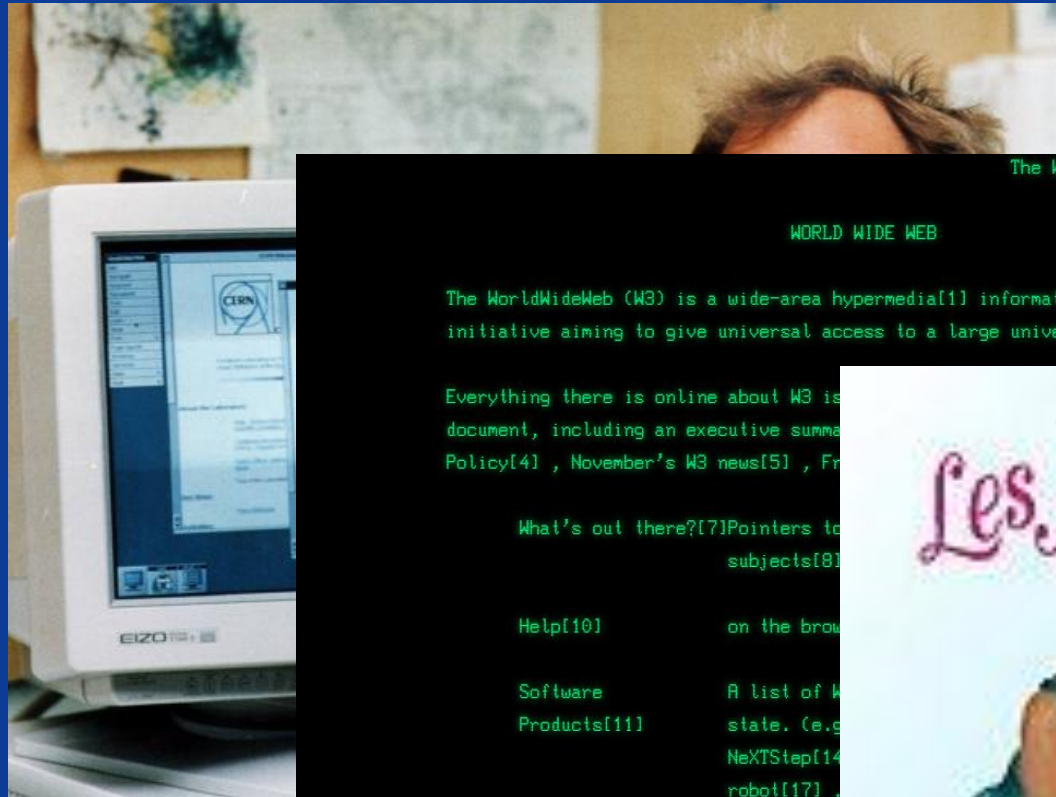 CERN
EIZO
The W
WORLD WIDE WEB
The WorldWideWeb (W3) is a wide-area hypermedia[1] informat
initiative aiming to give universal access to a large unive
Everything there is online about W3 is
document, including an executive summa
Policy[4] , November's W3 news[5] , Fr
What's out there?[7]Pointers to
subjects[8]
Help[10] on the brow
Software A list of W
Products[11] state. (e.g
NeXTStep[14
robot[17] .
Les